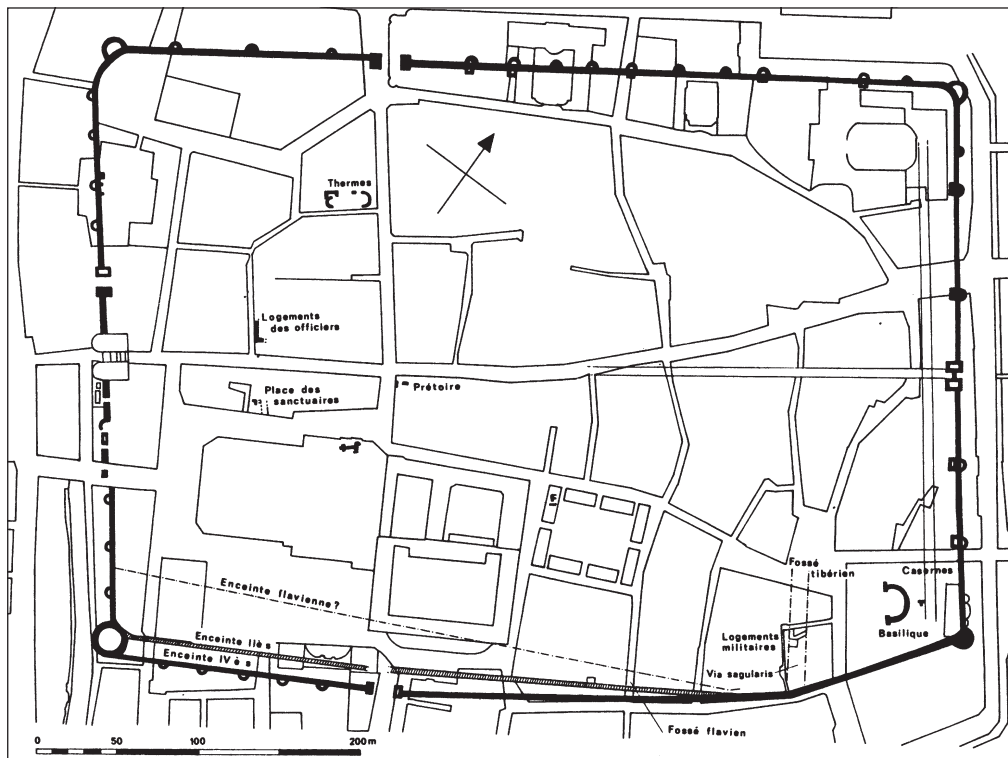 Thermes
Logements
des officiers
Place des
sanctuaires
Prétoire
Enceinte flavienne?
Fossé
tibérien
Casernes
Basilique
Enceinte IIè s
Enceinte IVè s
Logements
militaires
Via sagularis
Fossé flavien
0 50 100 200 m